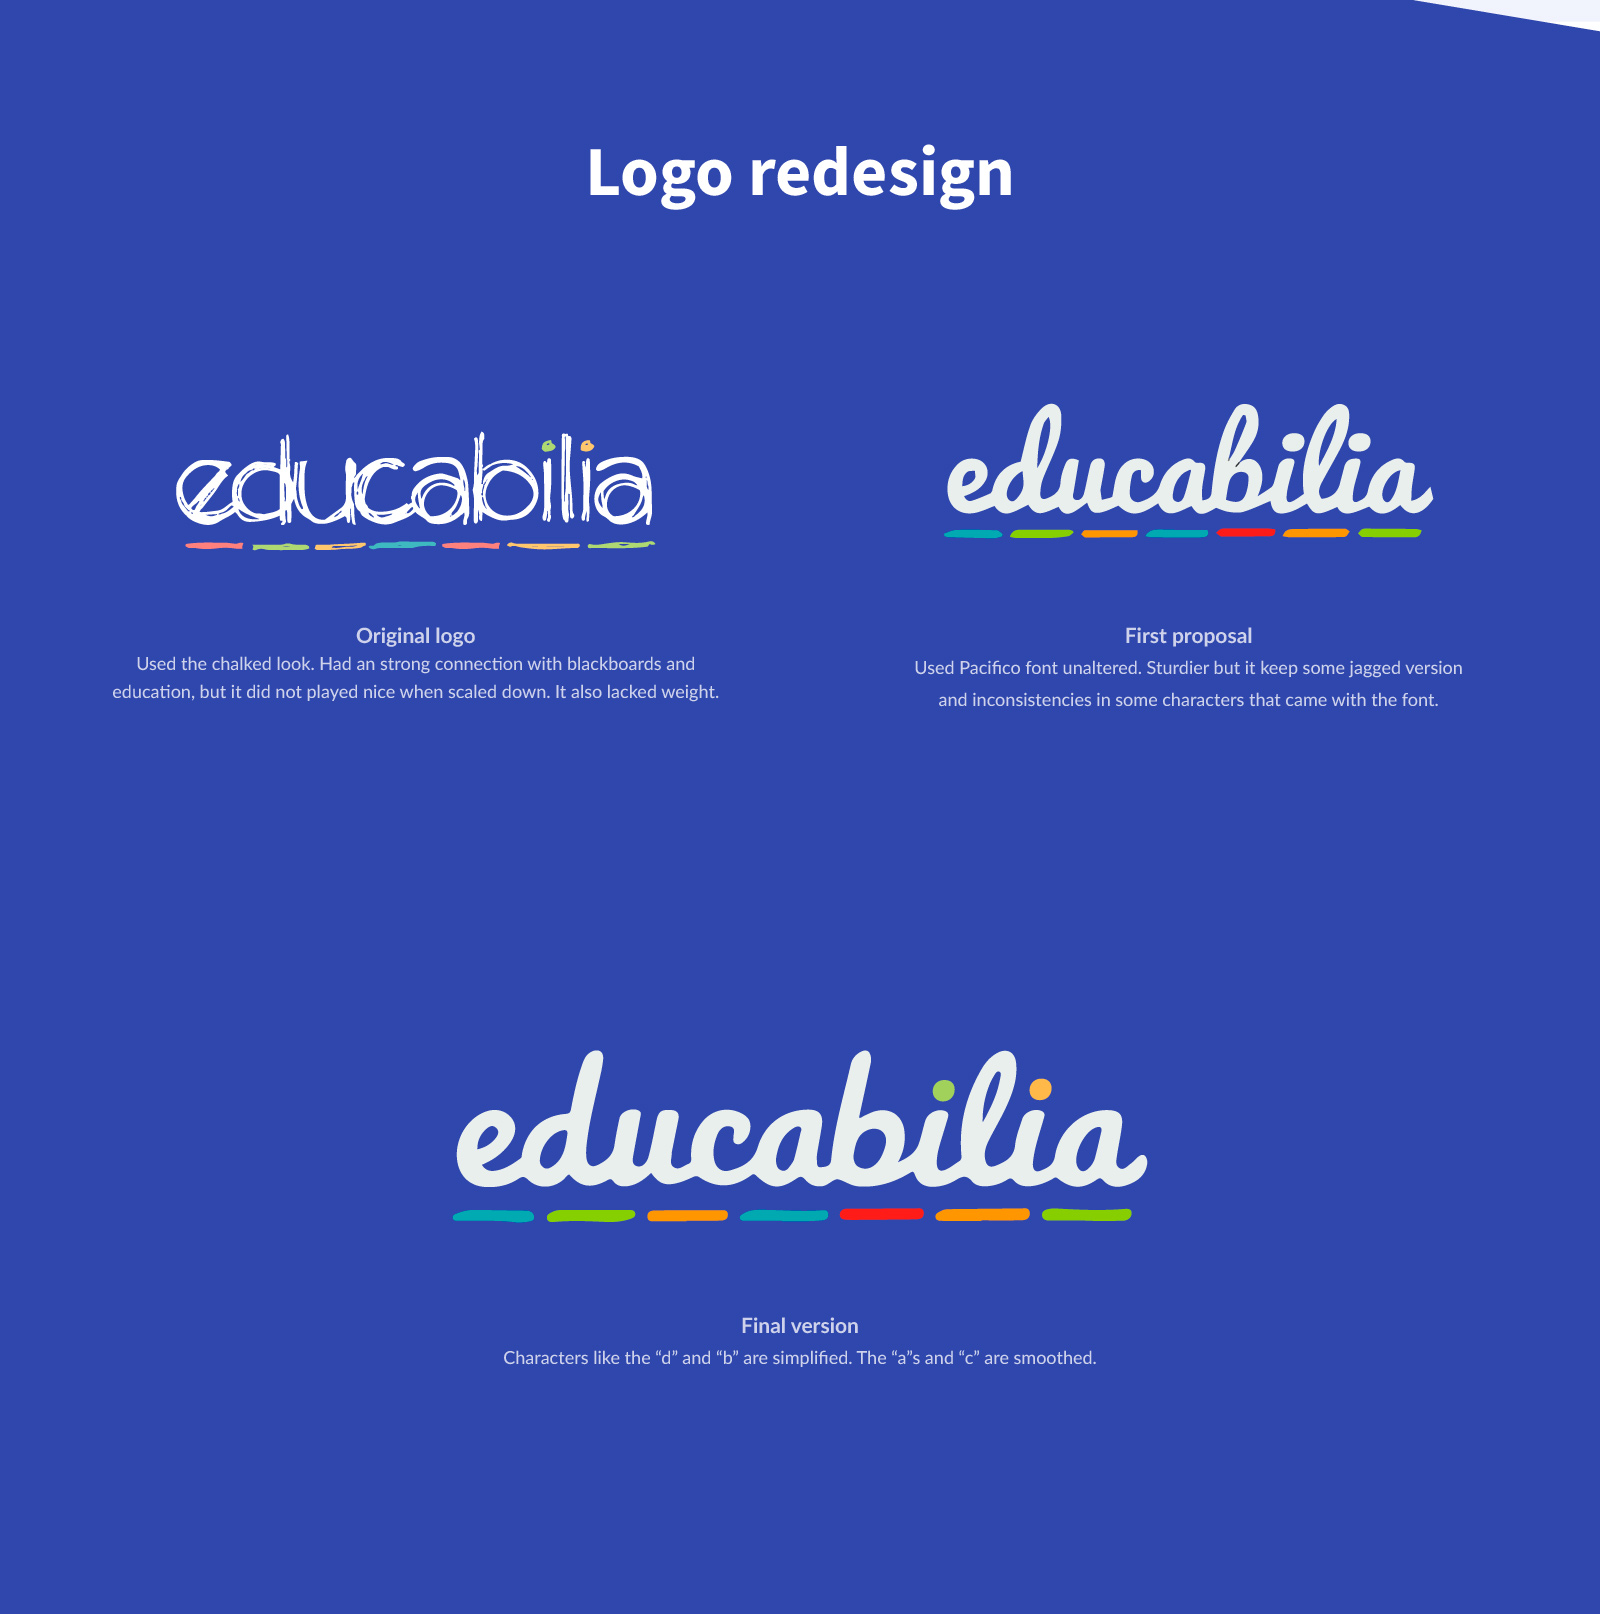 Logo redesign
educabilia
educabilia
Original logo
Used the chalked look. Had an strong connection with blackboards and
education, but it did not played nice when scaled down. It also lacked weight.
First proposal
Used Pacifico font unaltered. Sturdier but it keep some jagged version
and inconsistencies in some characters that came with the font.
educabilia
Final version
Characters like the “d” and “b” are simplified. The “a”s and “c” are smoothed.